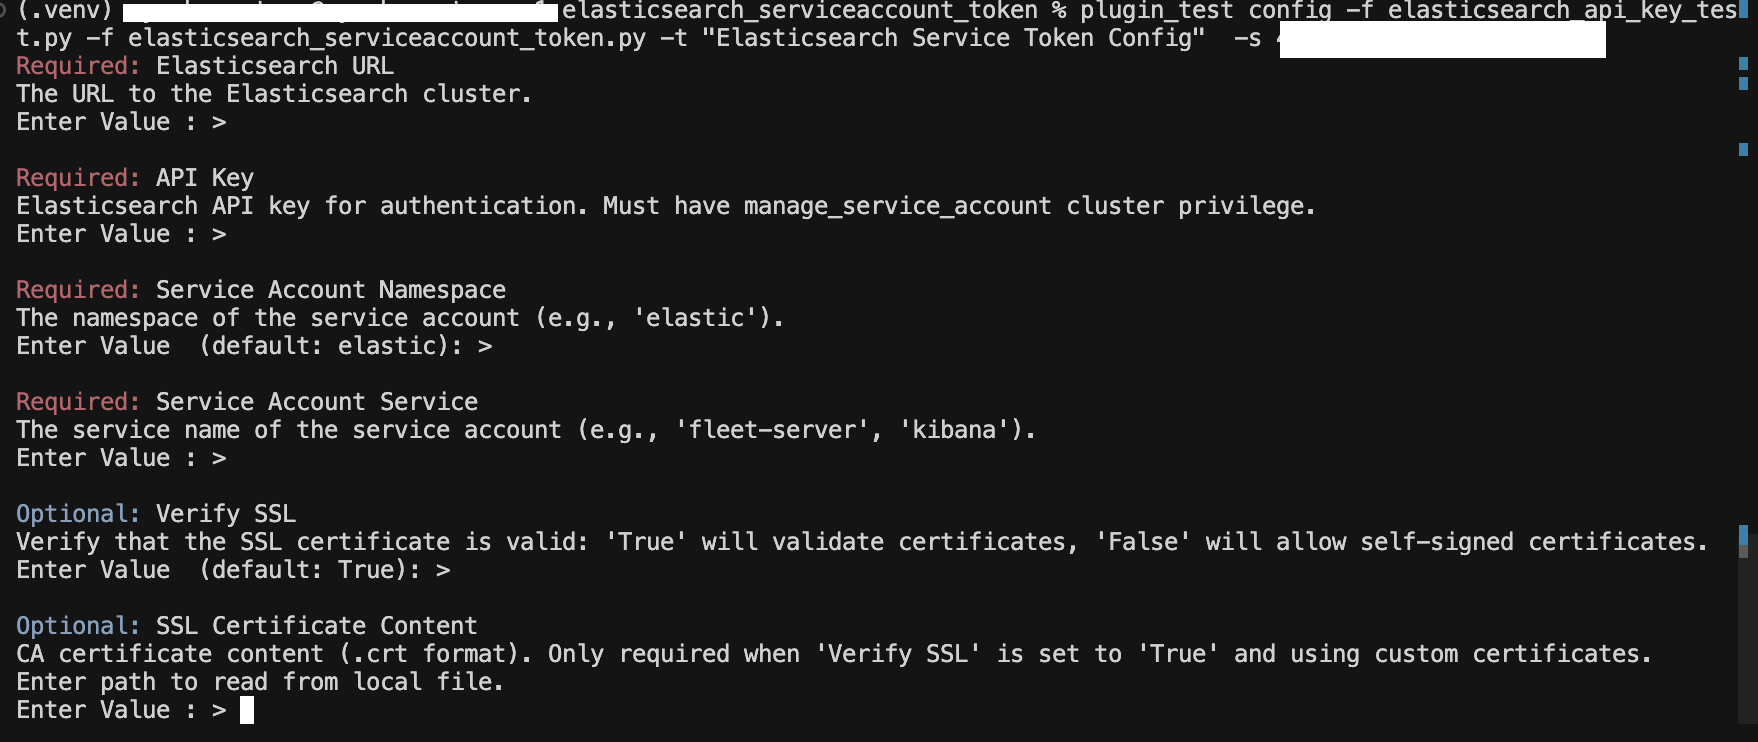 (.venv) elasticsearch_serviceaccount_token % plugin_test config -f elasticsearch_api_key_tes
t.py -f elasticsearch_serviceaccount_token.py -t "Elasticsearch Service Token Config"  -s
Required: Elasticsearch URL
The URL to the Elasticsearch cluster.
Enter Value : >
Required: API Key
Elasticsearch API key for authentication. Must have manage_service_account cluster privilege.
Enter Value : >
Required: Service Account Namespace
The namespace of the service account (e.g., 'elastic').
Enter Value  (default: elastic): >
Required: Service Account Service
The service name of the service account (e.g., 'fleet-server', 'kibana').
Enter Value : >
Optional: Verify SSL
Verify that the SSL certificate is valid: 'True' will validate certificates, 'False' will allow self-signed certificates.
Enter Value  (default: True): >
Optional: SSL Certificate Content
CA certificate content (.crt format). Only required when 'Verify SSL' is set to 'True' and using custom certificates.
Enter path to read from local file.
Enter Value : >